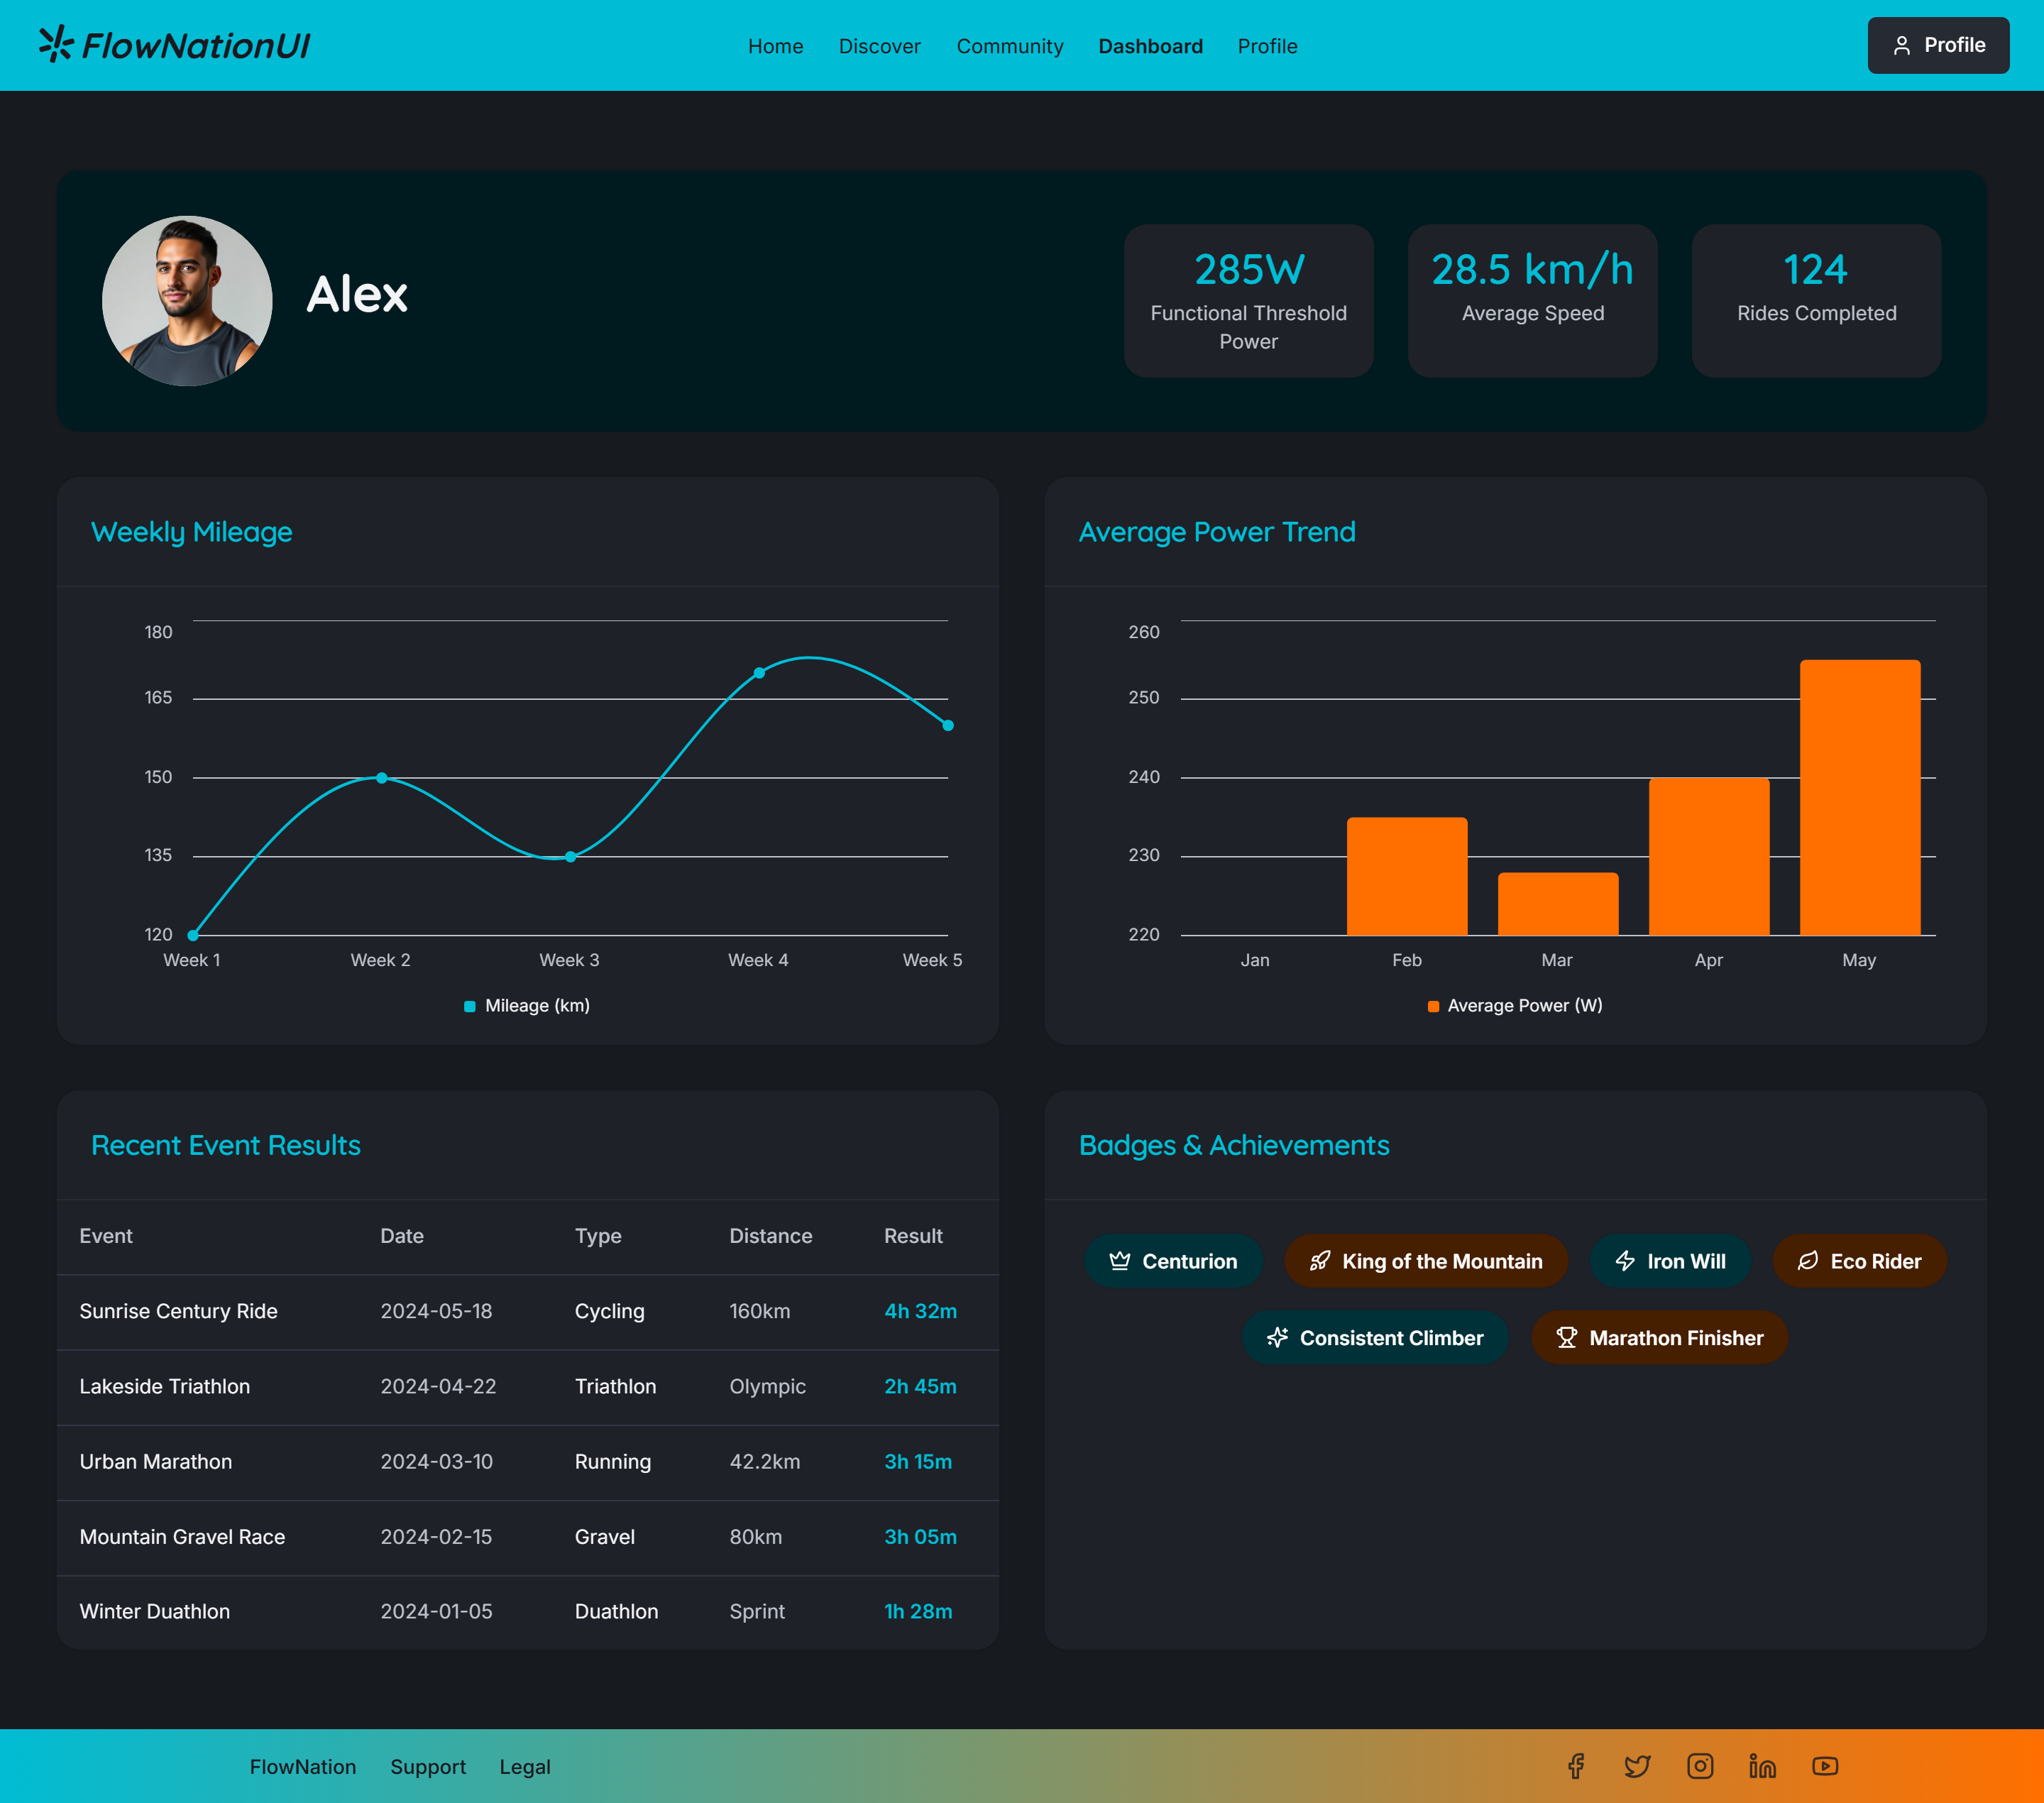 FlowNationUI
Home Discover Community Dashboard Profile
Profile
Alex
285W
Functional Threshold
Power
28.5 km/h
Average Speed
124
Rides Completed
Weekly Mileage
180
165
150
135
120
Week 1 Week 2 Week 3 Week 4 Week 5
Mileage (km)
Average Power Trend
260
250
240
230
220
Jan Feb Mar Apr May
Average Power (W)
Recent Event Results
Event Date Type Distance Result
Sunrise Century Ride 2024-05-18 Cycling 160km 4h 32m
Lakeside Triathlon 2024-04-22 Triathlon Olympic 2h 45m
Urban Marathon 2024-03-10 Running 42.2km 3h 15m
Mountain Gravel Race 2024-02-15 Gravel 80km 3h 05m
Winter Duathlon 2024-01-05 Duathlon Sprint 1h 28m
Badges & Achievements
Centurion King of the Mountain Iron Will Eco Rider
Consistent Climber Marathon Finisher
FlowNation Support Legal